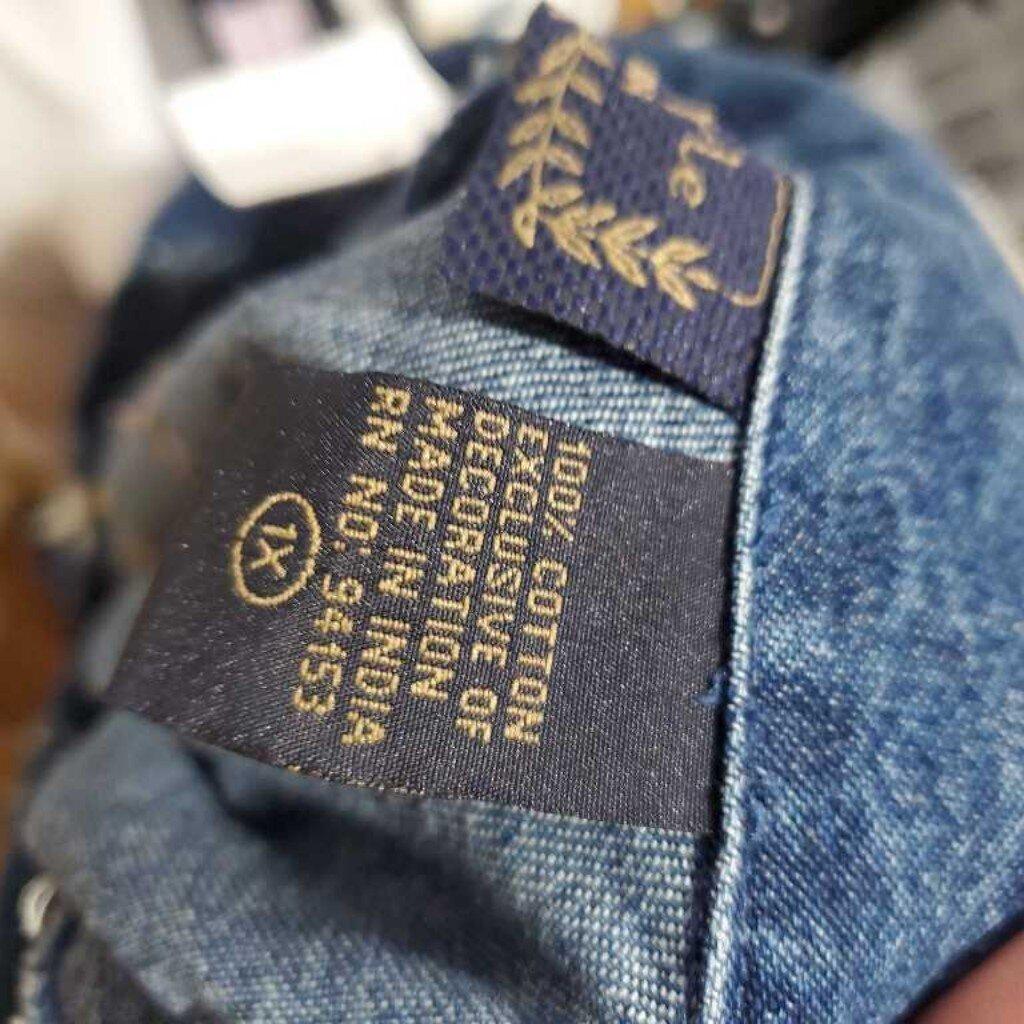 100% COTTON
EXCLUSIVE OF
DECORATION
MADE IN INDIA
RN NO. 94153
1X